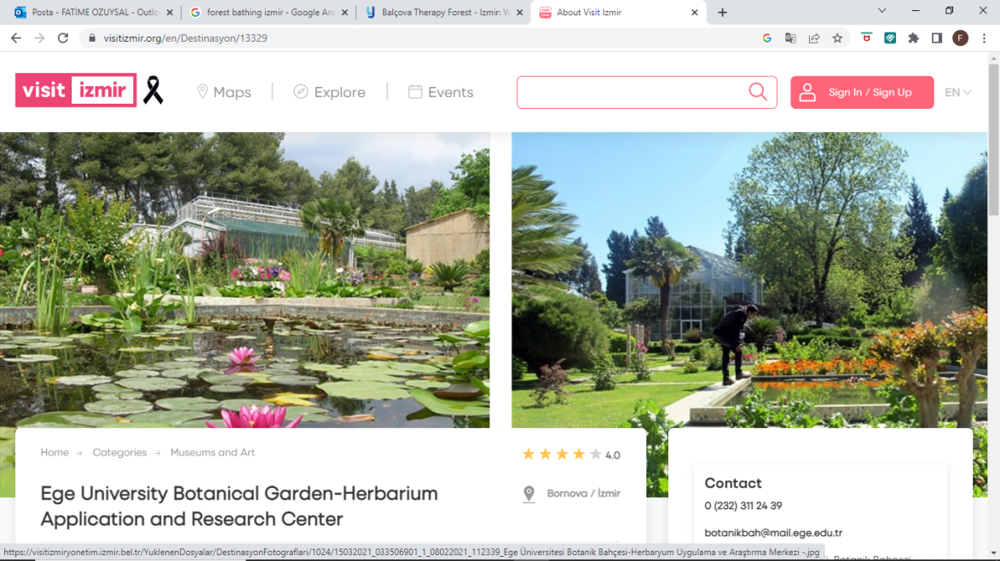 Posta - FATİME OZUYSAL - Outlo
forest bathing izmir - Google Ara
Balçova Therapy Forest - Izmir: W
About Visit Izmir
visitizmir.org/en/Destinasyon/13329
F
visit izmir
Maps
Explore
Events
Sign In / Sign Up
EN
Home → Categories → Museums and Art
4.0
Ege University Botanical Garden-Herbarium
Application and Research Center
Bornova / İzmir
Contact
0 (232) 311 24 39
botanikbah@mail.ege.edu.tr
https://visitizmiryonetim.izmir.bel.tr/YuklenenDosyalar/DestinasyonFotograflari/1024/15032021_033506901_1_08022021_112339_Ege Üniversitesi Botanik Bahçesi-Herbaryum Uygulama ve Araştırma Merkezi -.jpg